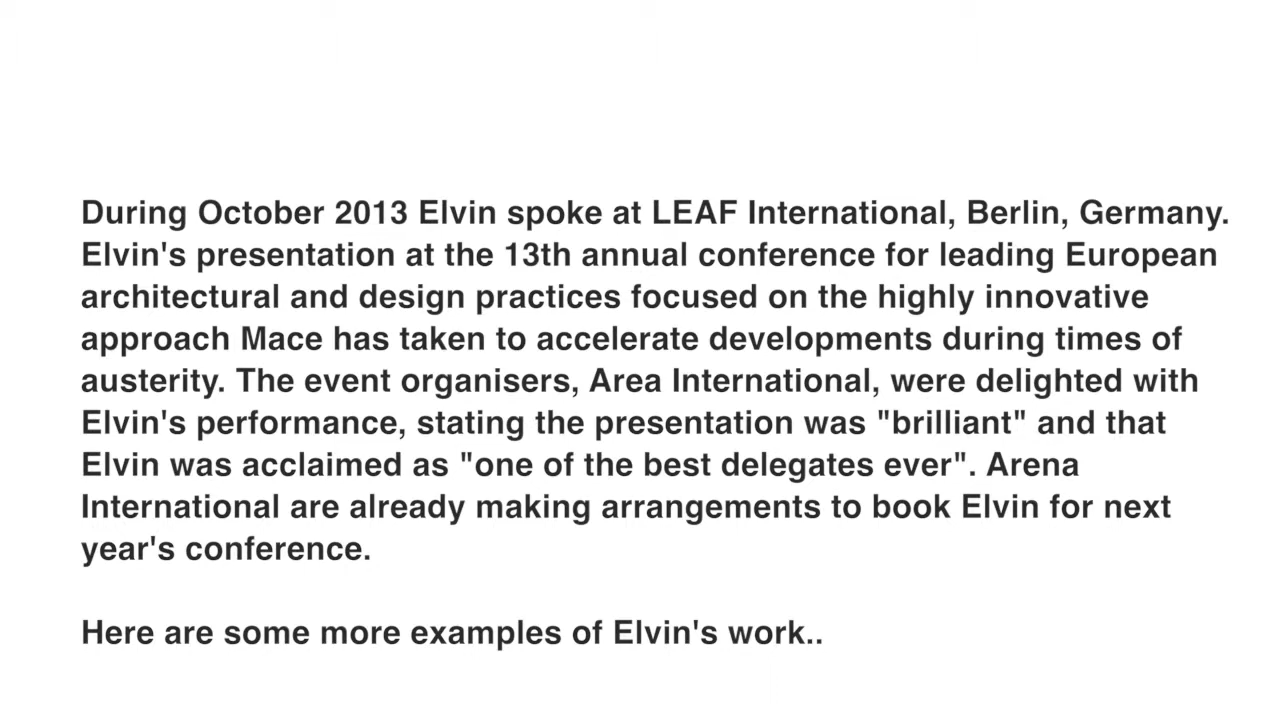 During October 2013 Elvin spoke at LEAF International, Berlin, Germany.
Elvin's presentation at the 13th annual conference for leading European
architectural and design practices focused on the highly innovative
approach Mace has taken to accelerate developments during times of
austerity. The event organisers, Area International, were delighted with
Elvin's performance, stating the presentation was "brilliant" and that
Elvin was acclaimed as "one of the best delegates ever". Arena
International are already making arrangements to book Elvin for next
year's conference.
Here are some more examples of Elvin's work..